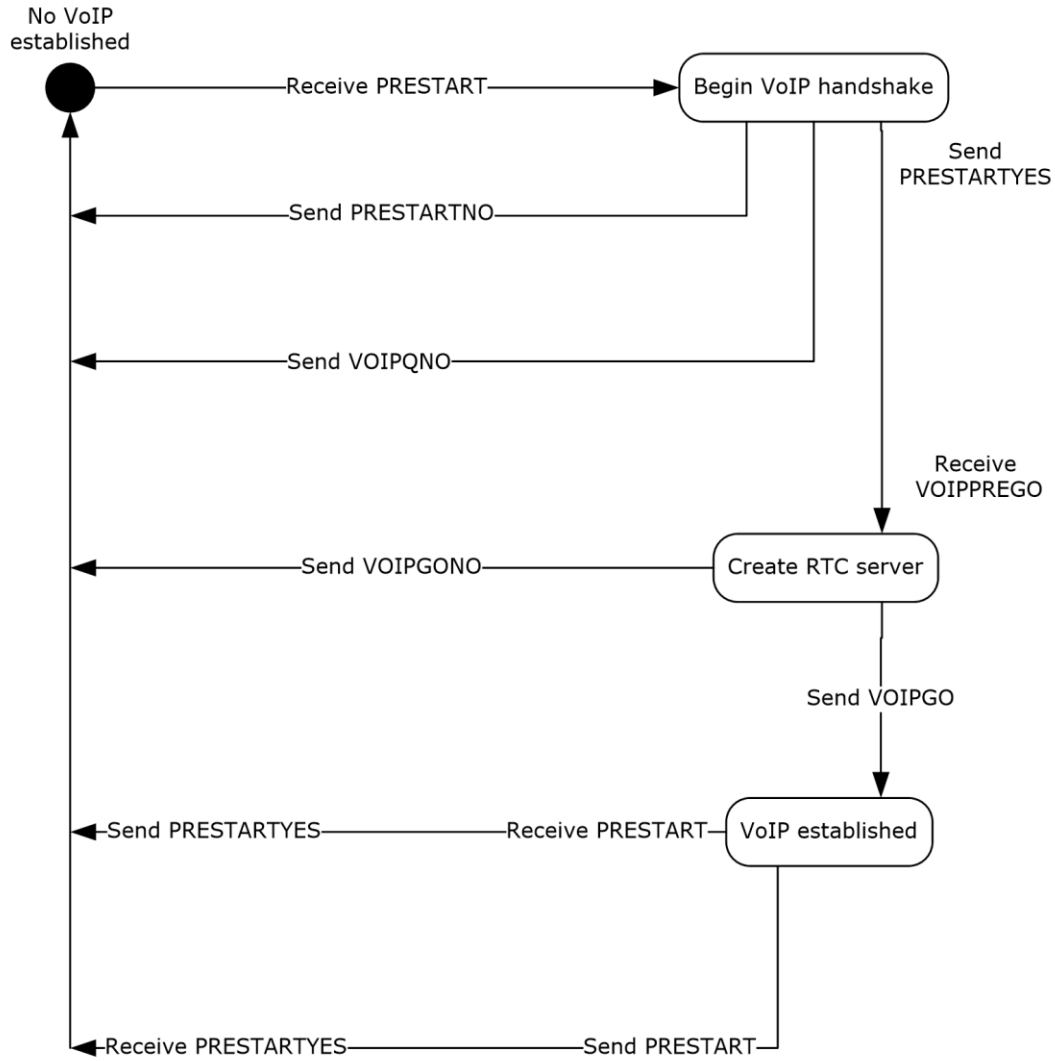 No VoIP
established
Receive PRESTART
Begin VoIP handshake
Send
PRESTARTYES
Send PRESTARTNO
Send VOIPQNO
Receive
VOIPPREGO
Send VOIPGONO
Create RTC server
Send VOIPGO
Send PRESTARTYES
Receive PRESTART
VoIP established
Receive PRESTARTYES
Send PRESTART